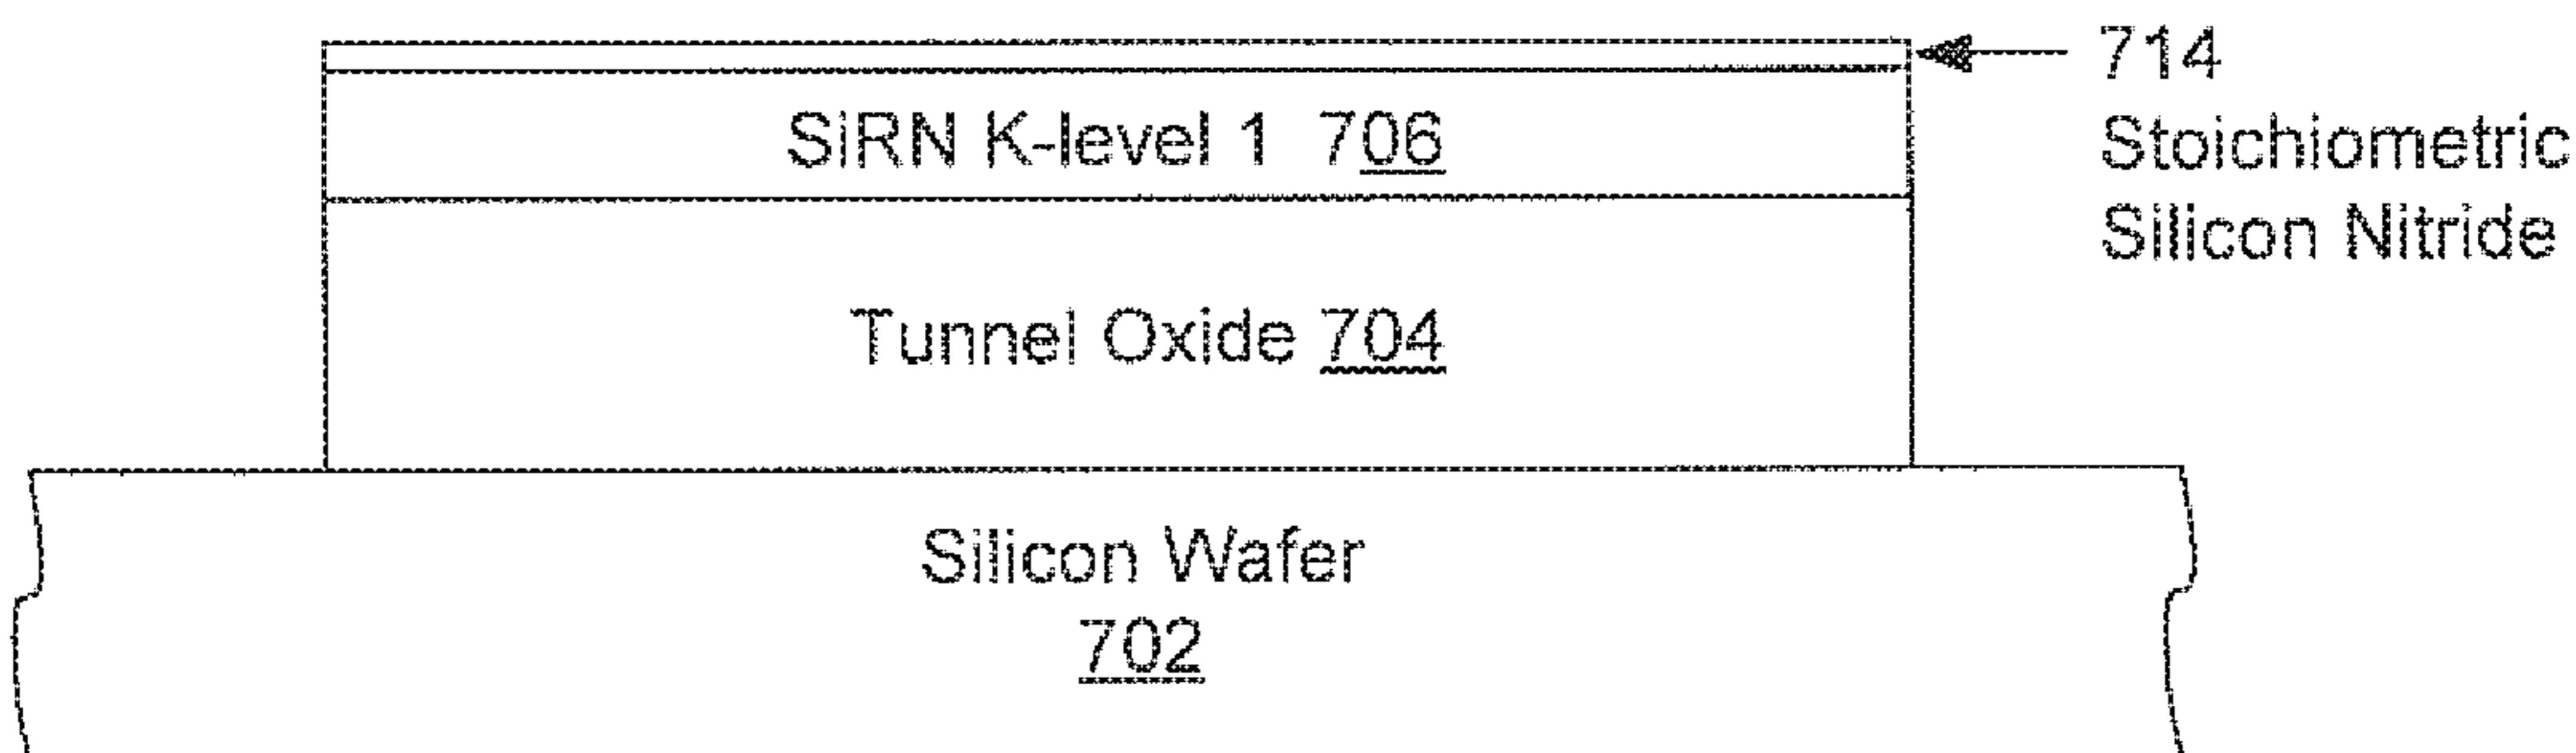 714
Stoichiometric
Silicon Nitride
SiRN K-level 1 706
Tunnel Oxide 704
Silicon Wafer
702